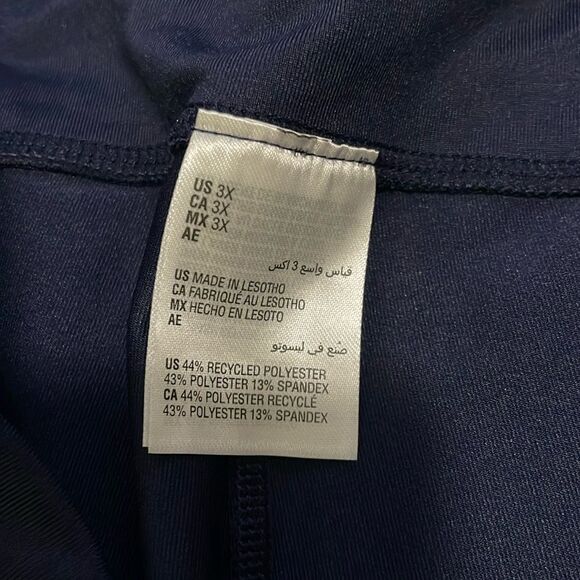 US 3X
CA 3X
MX 3X
AE
قياس واسع 3 اكس
US MADE IN LESOTHO
CA FABRIQUÉ AU LESOTHO
MX HECHO EN LESOTO
AE
صُنع في ليسوتو
US 44% RECYCLED POLYESTER
43% POLYESTER 13% SPANDEX
CA 44% POLYESTER RECYCLÉ
43% POLYESTER 13% SPANDEX